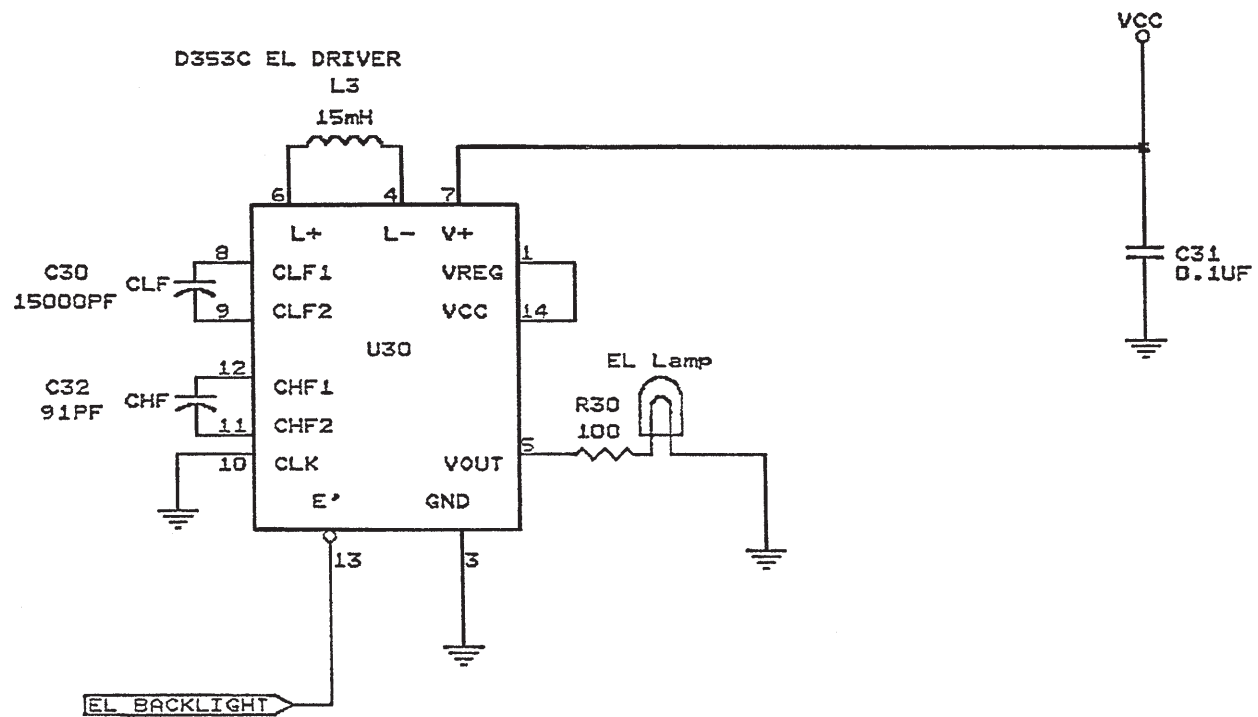 VCC
D353C EL DRIVER
L3
15mH
6
4
7
L+
L-
V+
8
1
C30
15000PF
CLF
CLF1
VREG
C31
0.1UF
9
CLF2
VCC
14
U30
12
EL Lamp
C32
91PF
CHF
CHF1
R30
100
11
CHF2
5
10
CLK
VOUT
E'
GND
13
3
EL BACKLIGHT